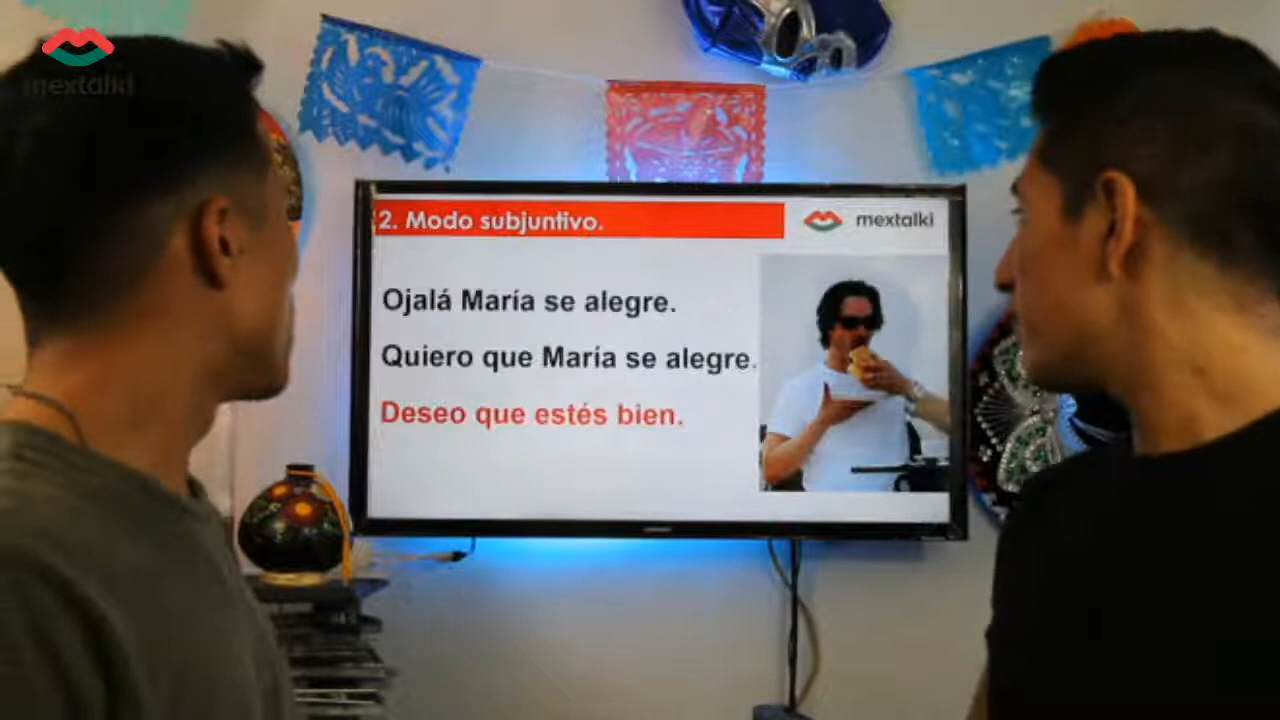 mextalki
2. Modo subjuntivo.
mextalki
Ojalá María se alegre.
Quiero que María se alegre.
Deseo que estés bien.